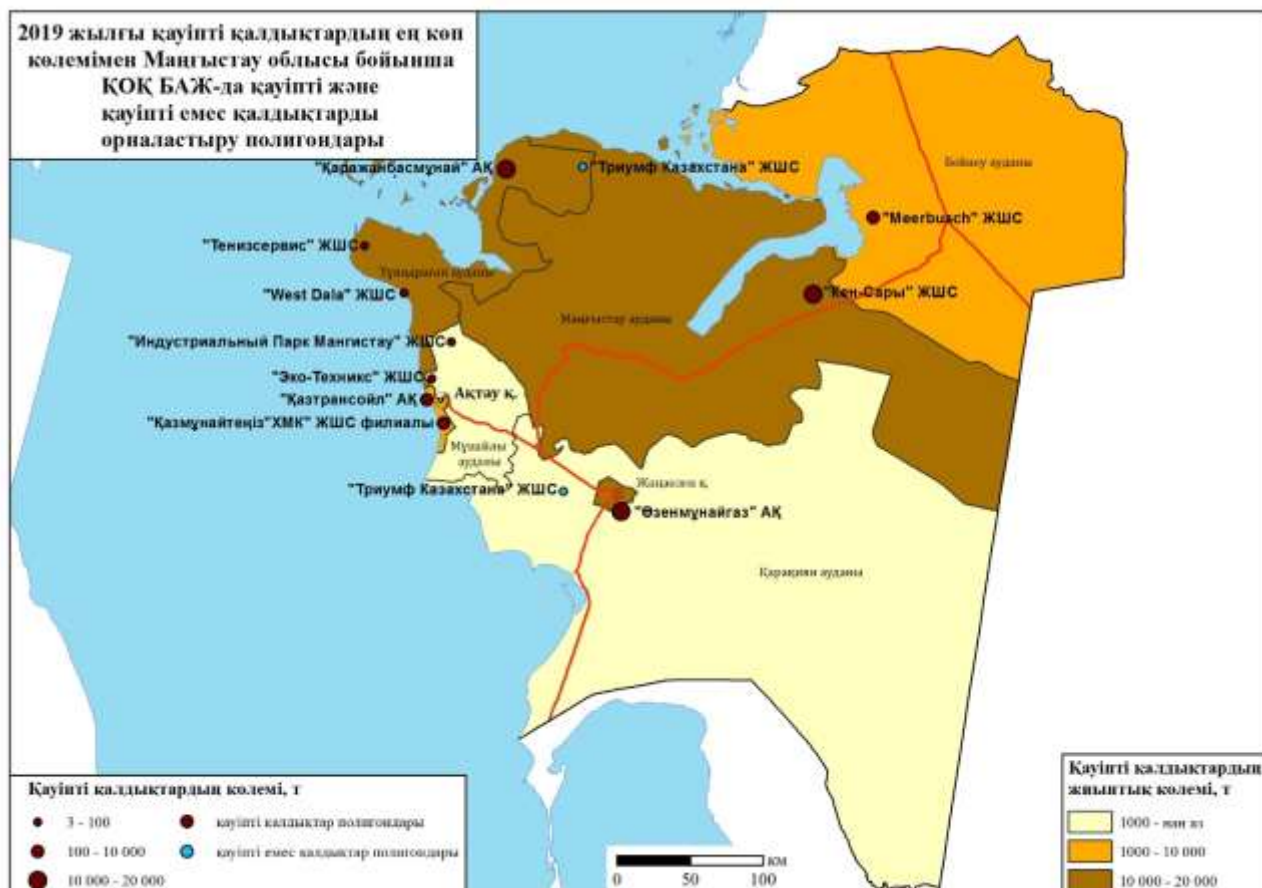 2019 жылғы қауіпті қалдықтардың ең көп
көлемімен Маңғыстау облысы бойынша
ҚОҚ БАЖ-да қауіпті және
қауіпті емес қалдықтарды
орналастыру полигондары
"Қаражанбасмұнай" АҚ
"Триумф Казахстана" ЖШС
Бейнеу ауданы
"Meerbusch" ЖШС
"Тенизсервис" ЖШС
Түпқараған ауданы
"West Dala" ЖШС
"Кең-Сары" ЖШС
Маңғыстау ауданы
"Индустриальный Парк Мангистау" ЖШС
"Эко-Техникс" ЖШС
Ақтау қ.
"Қазтрансойл" АҚ
"Қазмұнайтеңіз"ХМК" ЖШС филиалы
Мұнайлы
ауданы
Жаңаөзен қ.
"Триумф Казахстана" ЖШС
"Өзенмұнайгаз" АҚ
Қарақиян ауданы
Қауіпті қалдықтардың көлемі, т
3 - 100
қауіпті қалдықтар полигондары
100 - 10 000
қауіпті емес қалдықтар полигондары
10 000 - 20 000
км
0 50 100
Қауіпті қалдықтардың
жиынтық көлемі, т
1000 - нан аз
1000 - 10 000
10 000 - 20 000